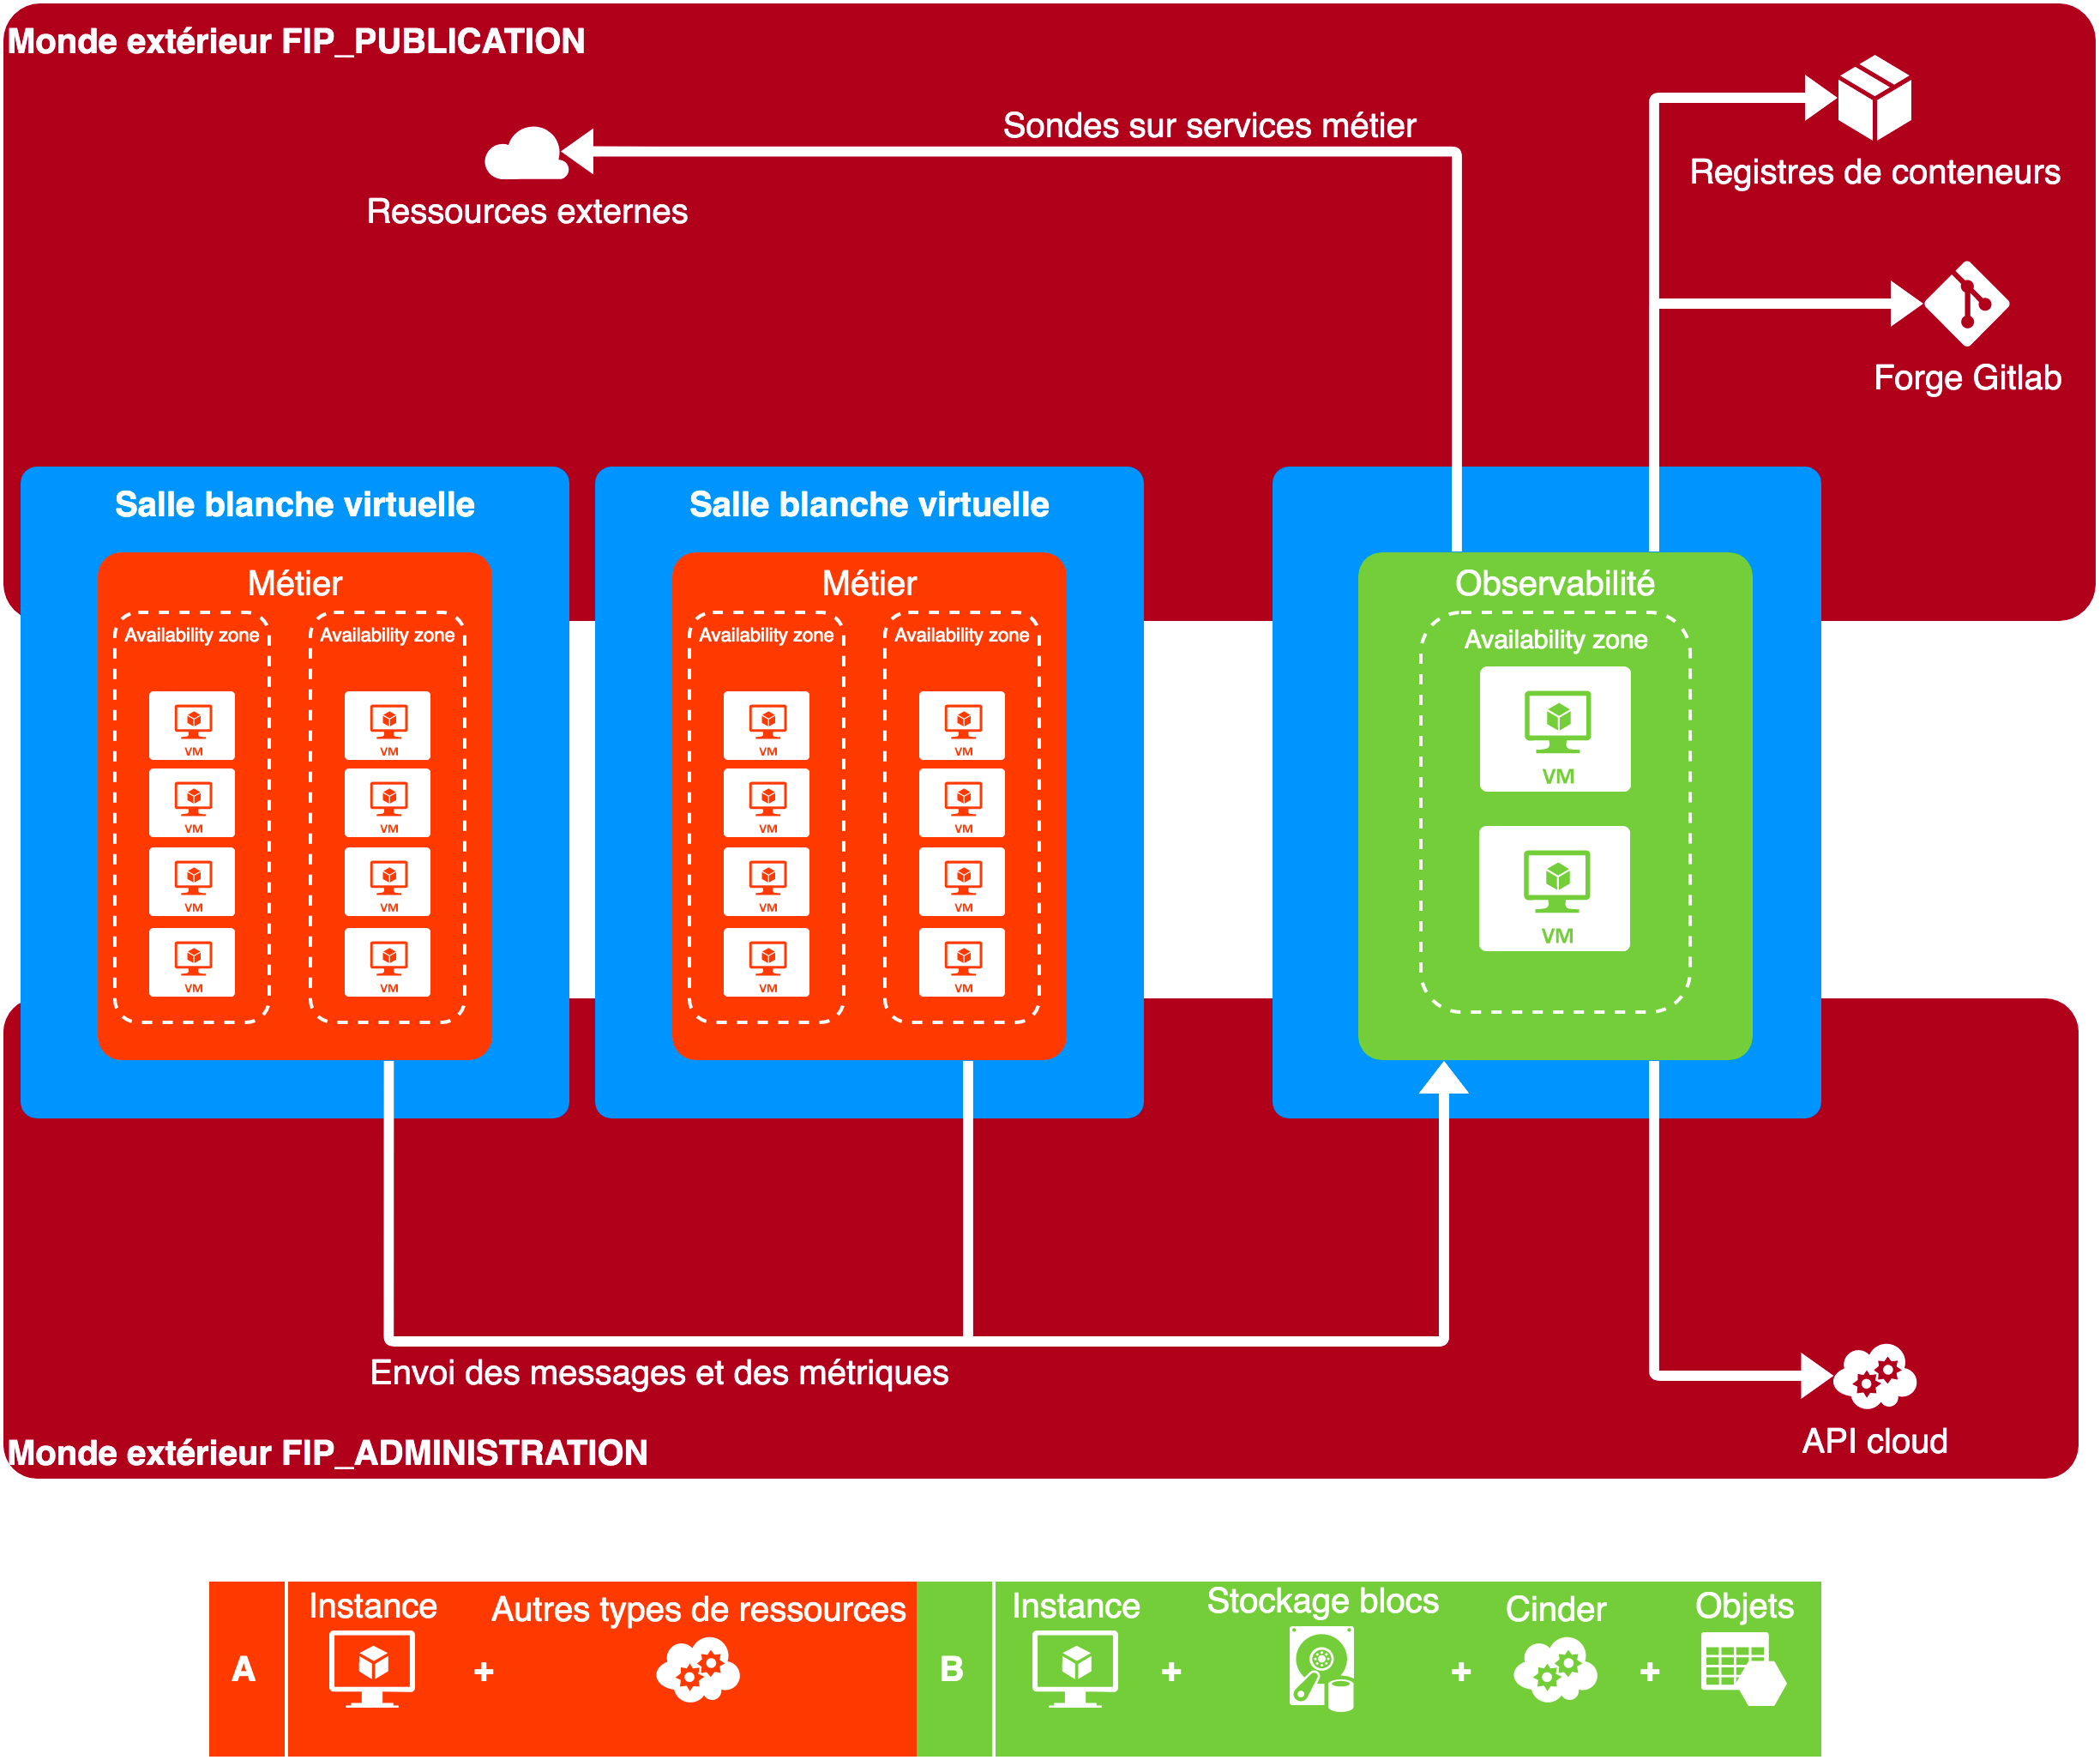 Monde extérieur FIP_PUBLICATION
Sondes sur services métier
Ressources externes
Registres de conteneurs
Forge Gitlab
Salle blanche virtuelle
Métier
Availability zone
Availability zone
VM
VM
VM
VM
VM
VM
VM
VM
Salle blanche virtuelle
Métier
Availability zone
Availability zone
VM
VM
VM
VM
VM
VM
VM
VM
Observabilité
Availability zone
VM
VM
Envoi des messages et des métriques
API cloud
Monde extérieur FIP_ADMINISTRATION
A
Instance
+
Autres types de ressources
B
Instance
+
Stockage blocs
+
Cinder
+
Objets